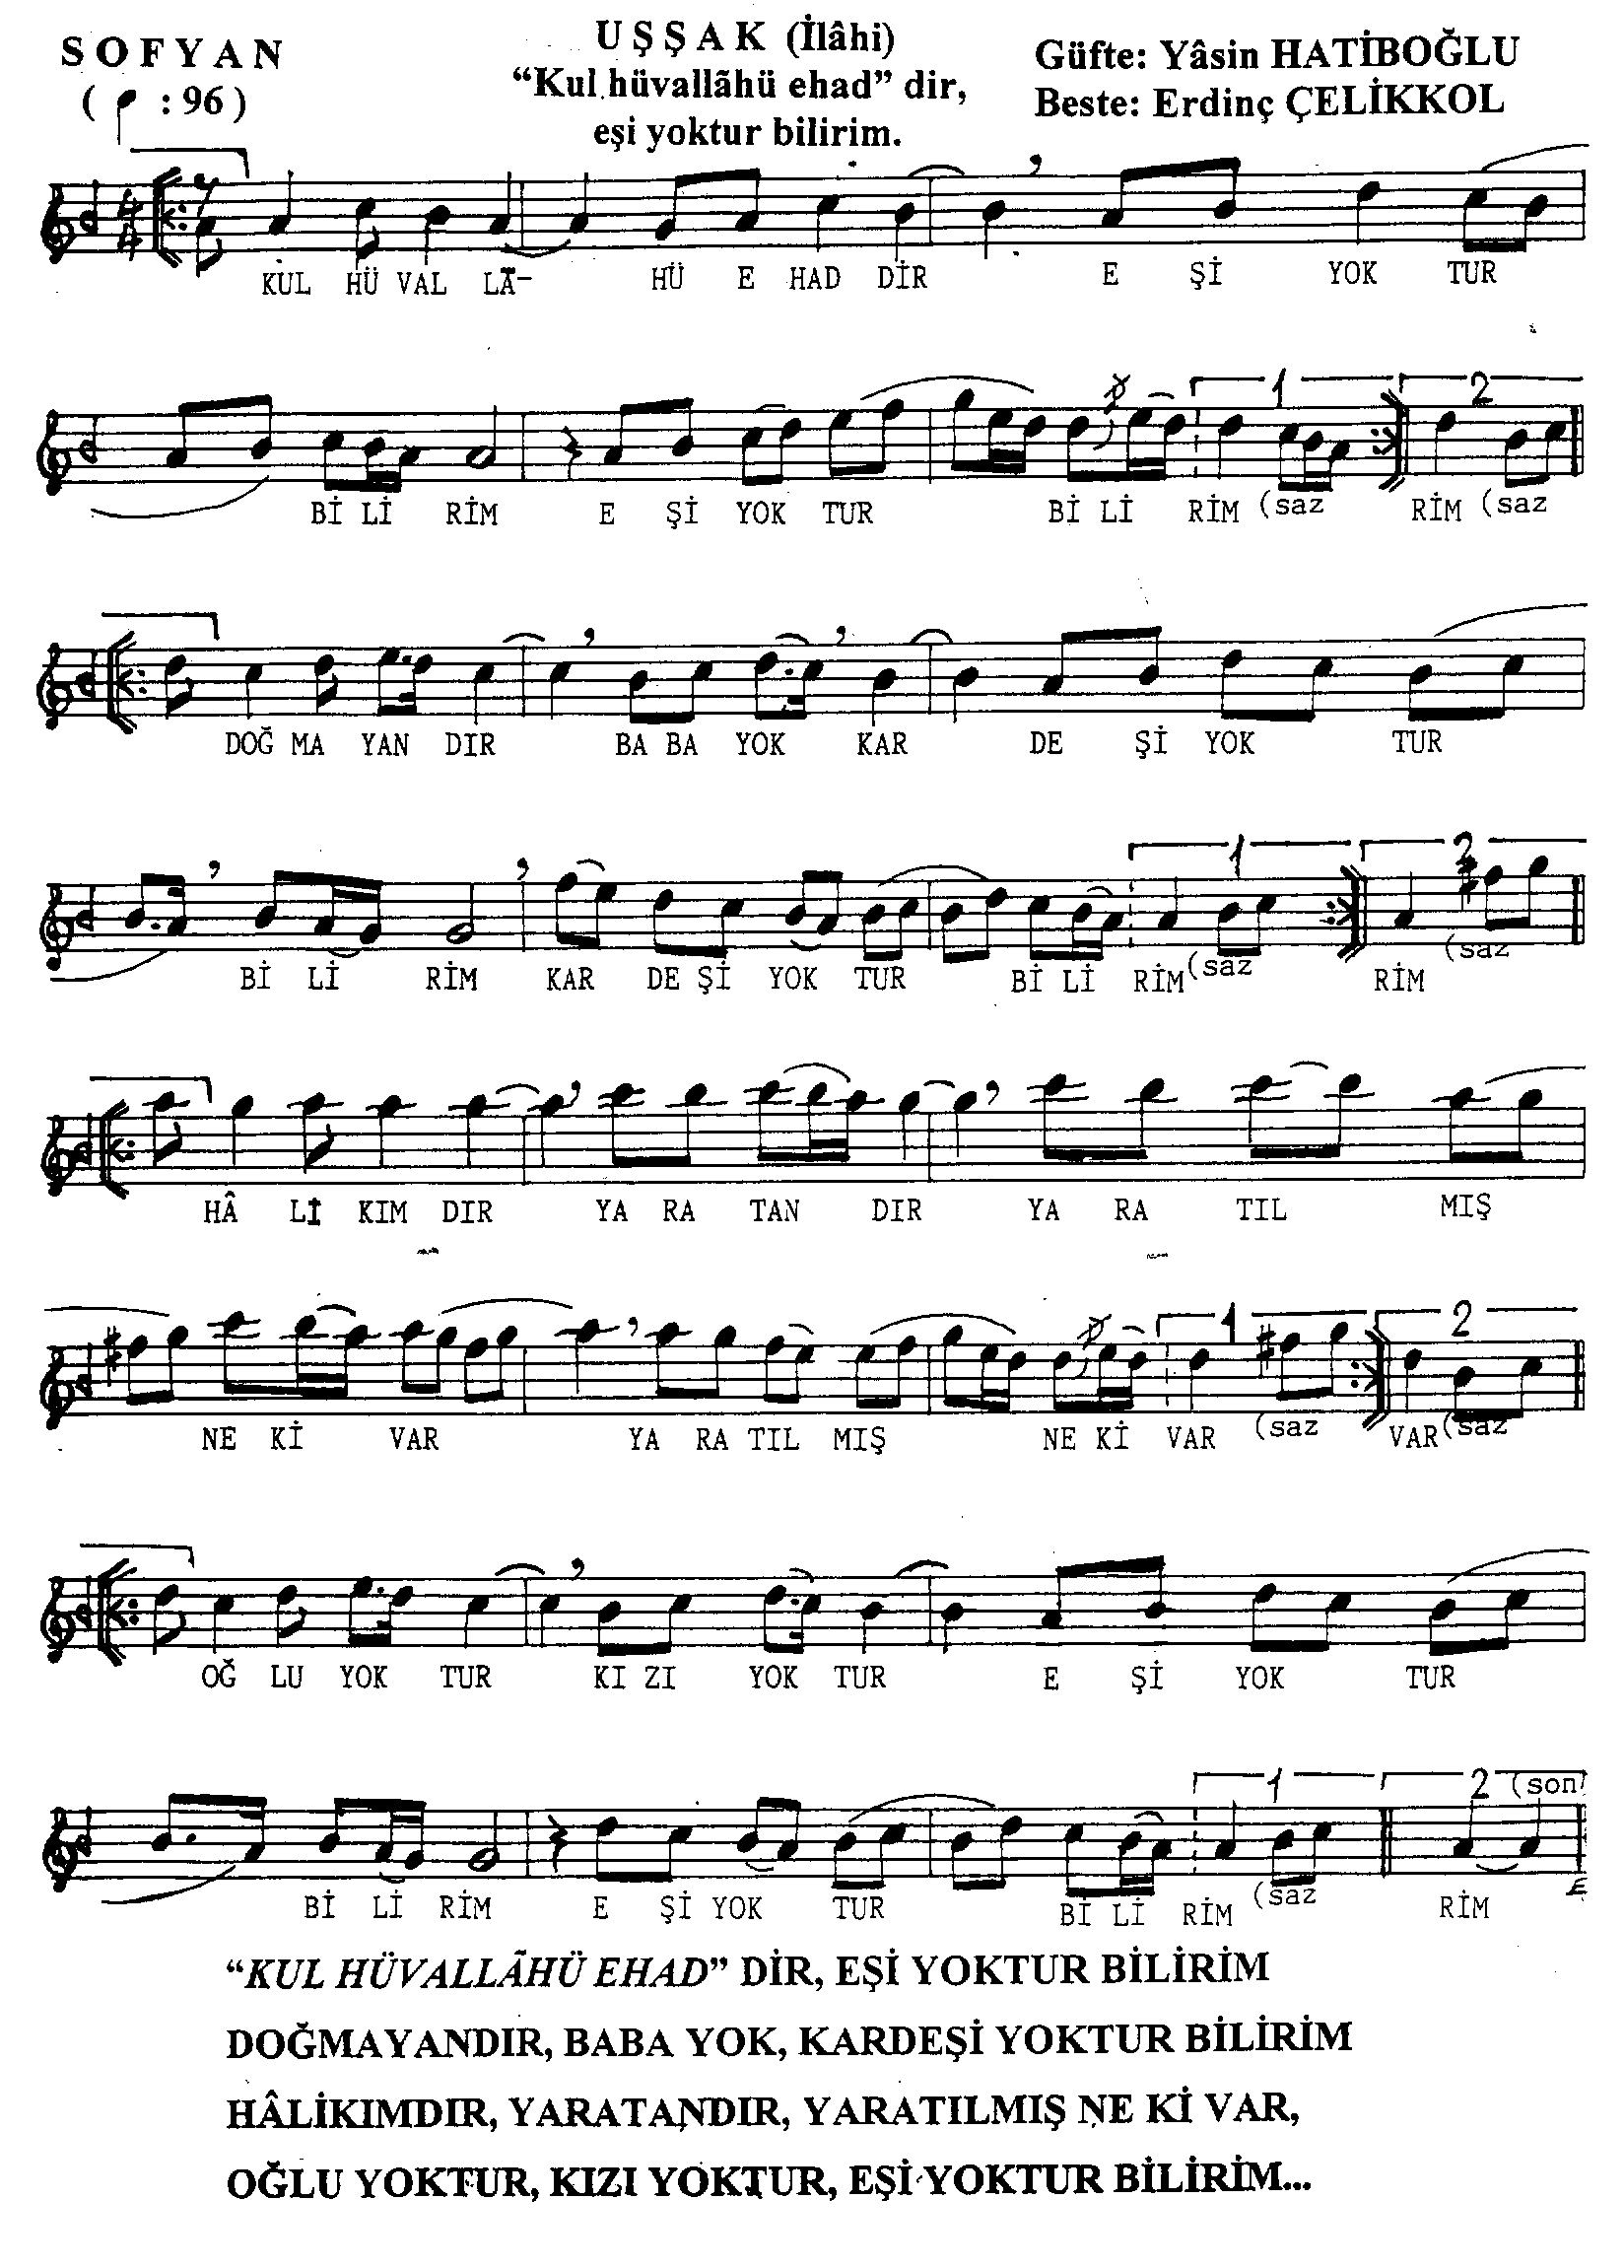 SOFYAN
( : 96)
UŞŞAK (İlâhi)
“Kul hüvallãhü ehad” dir,
eşi yoktur bilirim.
Güfte: Yâsin HATİBOĞLU
Beste: Erdinç ÇELİKKOL
KUL HÜ VAL LÃ- HÜ E HAD DİR E Şİ YOK TUR
1 2
Bİ Lİ RİM E Şİ YOK TUR Bİ Lİ RİM (saz RİM (saz
DOĞ MA YAN DIR BA BA YOK KAR DE Şİ YOK TUR
1 2
Bİ Lİ RİM KAR DE Şİ YOK TUR Bİ Lİ RİM (saz RİM (saz
HÂ Lİ KIM DIR YA RA TAN DIR YA RA TIL MIŞ
1 2
NE Kİ VAR YA RA TIL MIŞ NE Kİ VAR (saz VAR (saz
OĞ LU YOK TUR KI ZI YOK TUR E Şİ YOK TUR
1 2 (son)
Bİ Lİ RİM E Şİ YOK TUR Bİ Lİ RİM (saz RİM
“KUL HÜVALLÃHÜ EHAD” DİR, EŞİ YOKTUR BİLİRİM
DOĞMAYANDIR, BABA YOK, KARDEŞİ YOKTUR BİLİRİM
HÂLİKIMDIR, YARATANDIR, YARATILMIŞ NE Kİ VAR,
OĞLU YOKTUR, KIZI YOKTUR, EŞİ YOKTUR BİLİRİM...